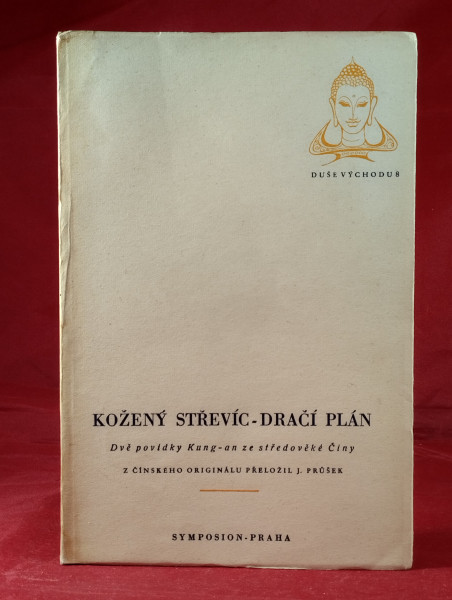 DUŠE VÝCHODU 8
KOŽENÝ STŘEVÍC-DRAČÍ PLÁN
Dvě povídky Kung-an ze středověké Číny
Z ČÍNSKÉHO ORIGINÁLU PŘELOŽIL J. PRŮŠEK
SYMPOSION-PRAHA